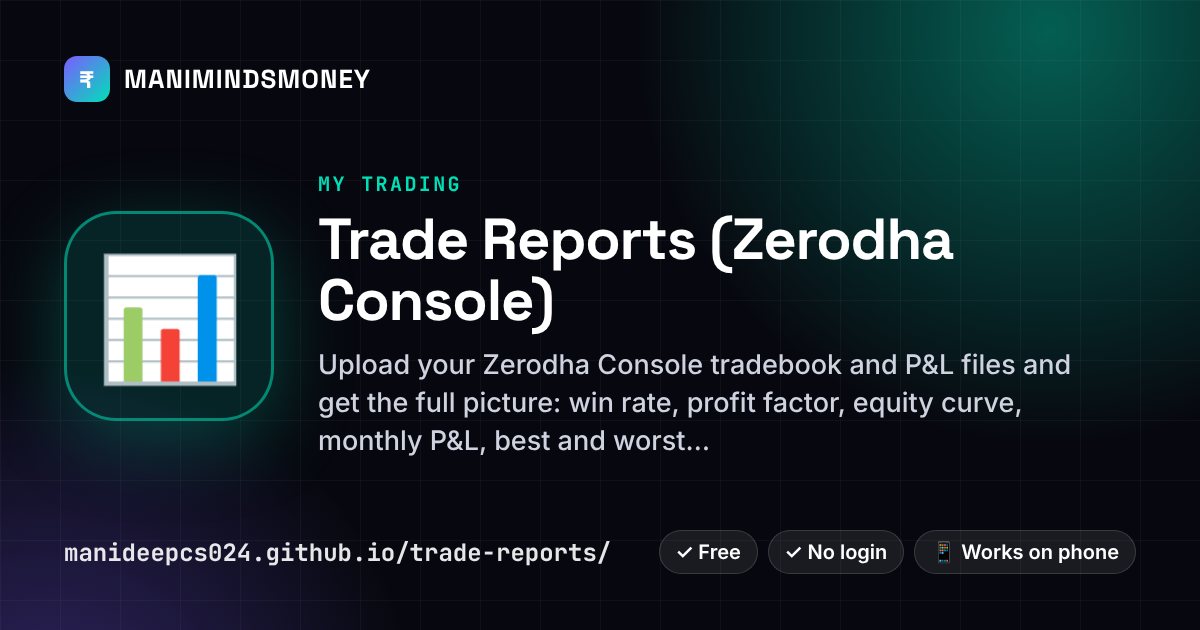 ₹ MANIMINDSMONEY
MY TRADING
Trade Reports (Zerodha
Console)
Upload your Zerodha Console tradebook and P&L files and
get the full picture: win rate, profit factor, equity curve,
monthly P&L, best and worst…
manideepcs024.github.io/trade-reports/
✓ Free ✓ No login 📱 Works on phone